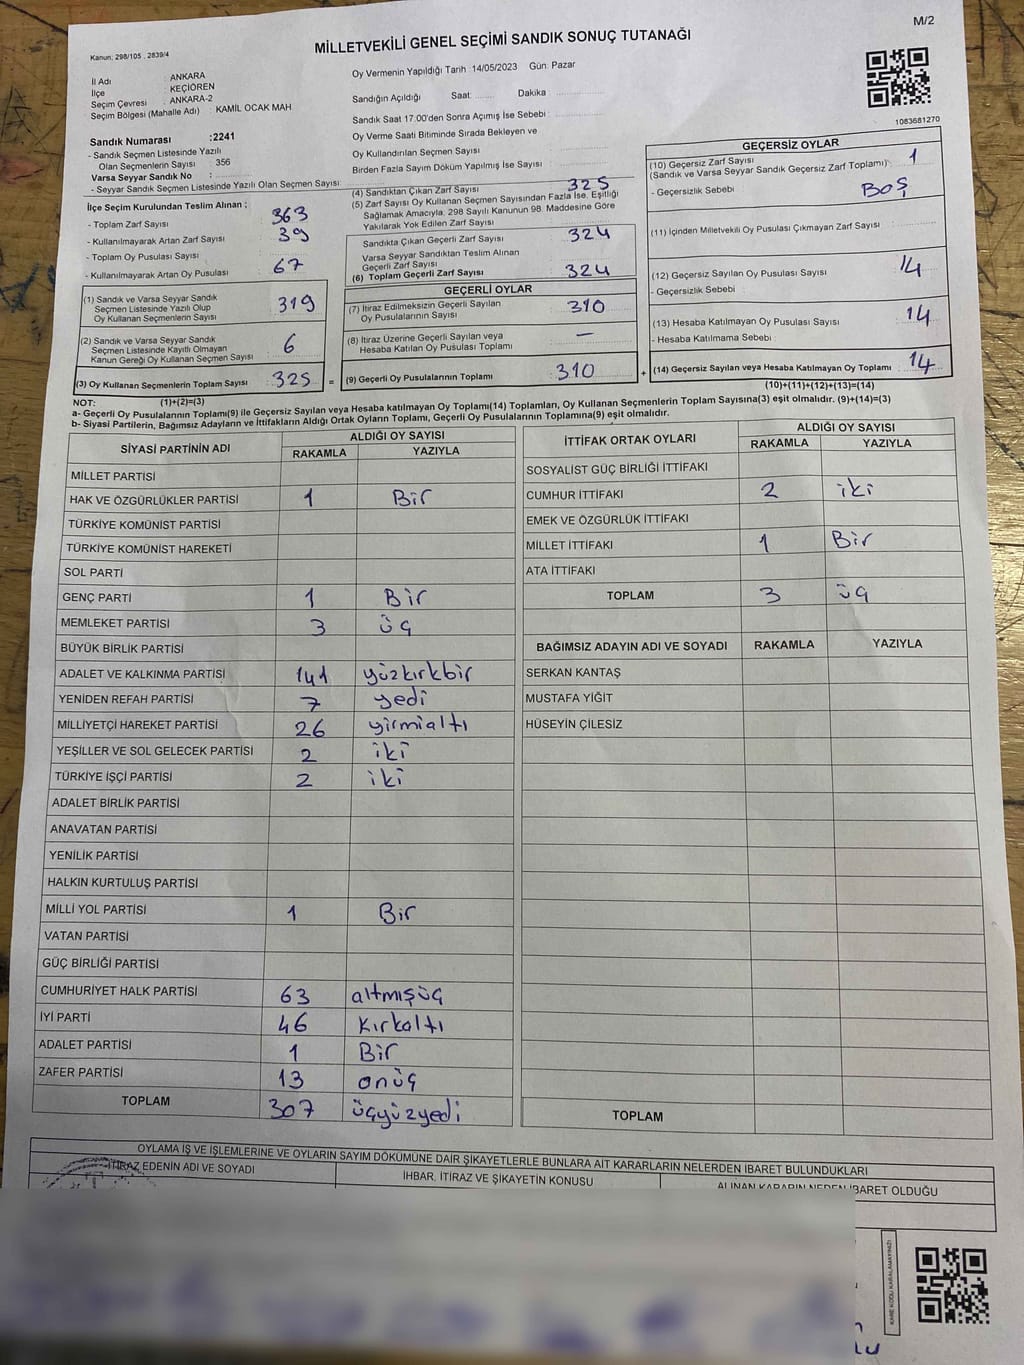 M/2
Kanun: 298/105 . 2839/4
MİLLETVEKİLİ GENEL SEÇİMİ SANDIK SONUÇ TUTANAĞI
İl Adı : ANKARA
İlçe : KEÇİÖREN
Seçim Çevresi : ANKARA-2
Seçim Bölgesi (Mahalle Adı) : KAMİL OCAK MAH
Sandık Numarası :2241
- Sandık Seçmen Listesinde Yazılı
Olan Seçmenlerin Sayısı : 356
Varsa Seyyar Sandık No :
- Seyyar Sandık Seçmen Listesinde Yazılı Olan Seçmen Sayısı:
Oy Vermenin Yapıldığı Tarih :14/05/2023 Gün: Pazar
Sandığın Açıldığı Saat: Dakika :
Sandık Saat 17.00'den Sonra Açımış İse Sebebi :
Oy Verme Saati Bitiminde Sırada Bekleyen ve
Oy Kullandırılan Seçmen Sayısı :
Birden Fazla Sayım Döküm Yapılmış İse Sayısı :
1083681270
İlçe Seçim Kurulundan Teslim Alınan ;
- Toplam Zarf Sayısı : 363
- Kullanılmayarak Artan Zarf Sayısı : 39
- Toplam Oy Pusulası Sayısı :
- Kullanılmayarak Artan Oy Pusulası : 67
(1) Sandık ve Varsa Seyyar Sandık
Seçmen Listesinde Yazılı Olup
Oy Kullanan Seçmenlerin Sayısı : 319
(2) Sandık ve Varsa Seyyar Sandık
Seçmen Listesinde Kayıtlı Olmayan
Kanun Gereği Oy Kullanan Seçmen Sayısı : 6
(3) Oy Kullanan Seçmenlerin Toplam Sayısı : 325 =
(1)+(2)=(3)
(4) Sandıktan Çıkan Zarf Sayısı : 325
(5) Zarf Sayısı Oy Kullanan Seçmen Sayısından Fazla İse, Eşitliği
Sağlamak Amacıyla, 298 Sayılı Kanunun 98. Maddesine Göre
Yakılarak Yok Edilen Zarf Sayısı :
Sandıkta Çıkan Geçerli Zarf Sayısı : 324
Varsa Seyyar Sandıktan Teslim Alınan
Geçerli Zarf Sayısı :
(6) Toplam Geçerli Zarf Sayısı : 324
GEÇERLİ OYLAR
(7) İtiraz Edilmeksizin Geçerli Sayılan
Oy Pusulalarının Sayısı : 310
(8) İtiraz Üzerine Geçerli Sayılan veya
Hesaba Katılan Oy Pusulası Toplamı : —
(9) Geçerli Oy Pusulalarının Toplamı : 310 +
GEÇERSİZ OYLAR
(10) Geçersiz Zarf Sayısı : 1
(Sandık ve Varsa Seyyar Sandık Geçersiz Zarf Toplamı)
- Geçersizlik Sebebi : BOŞ
(11) İçinden Milletvekili Oy Pusulası Çıkmayan Zarf Sayısı :
(12) Geçersiz Sayılan Oy Pusulası Sayısı : 14
- Geçersizlik Sebebi :
(13) Hesaba Katılmayan Oy Pusulası Sayısı : 14
- Hesaba Katılmama Sebebi :
(14) Geçersiz Sayılan veya Hesaba Katılmayan Oy Toplamı : 14
(10)+(11)+(12)+(13)=(14)
NOT:
a- Geçerli Oy Pusulalarının Toplamı(9) ile Geçersiz Sayılan veya Hesaba katılmayan Oy Toplamı(14) Toplamları, Oy Kullanan Seçmenlerin Toplam Sayısına(3) eşit olmalıdır. (9)+(14)=(3)
b- Siyasi Partilerin, Bağımsız Adayların ve İttifakların Aldığı Ortak Oyların Toplamı, Geçerli Oy Pusulalarının Toplamına(9) eşit olmalıdır.
SİYASİ PARTİNİN ADI ALDIĞI OY SAYISI
RAKAMLA YAZIYLA
MİLLET PARTİSİ
HAK VE ÖZGÜRLÜKLER PARTİSİ 1 Bir
TÜRKİYE KOMÜNİST PARTİSİ
TÜRKİYE KOMÜNİST HAREKETİ
SOL PARTİ
GENÇ PARTİ 1 Bir
MEMLEKET PARTİSİ 3 üç
BÜYÜK BİRLİK PARTİSİ
ADALET VE KALKINMA PARTİSİ 141 yüzkırkbir
YENİDEN REFAH PARTİSİ 7 yedi
MİLLİYETÇİ HAREKET PARTİSİ 26 yirmialtı
YEŞİLLER VE SOL GELECEK PARTİSİ 2 iki
TÜRKİYE İŞÇİ PARTİSİ 2 iki
ADALET BİRLİK PARTİSİ
ANAVATAN PARTİSİ
YENİLİK PARTİSİ
HALKIN KURTULUŞ PARTİSİ
MİLLİ YOL PARTİSİ 1 Bir
VATAN PARTİSİ
GÜÇ BİRLİĞİ PARTİSİ
CUMHURİYET HALK PARTİSİ 63 altmışüç
İYİ PARTİ 46 kırkaltı
ADALET PARTİSİ 1 Bir
ZAFER PARTİSİ 13 onüç
TOPLAM 307 üçyüzyedi
İTTİFAK ORTAK OYLARI ALDIĞI OY SAYISI
RAKAMLA YAZIYLA
SOSYALİST GÜÇ BİRLİĞİ İTTİFAKI
CUMHUR İTTİFAKI 2 iki
EMEK VE ÖZGÜRLÜK İTTİFAKI
MİLLET İTTİFAKI 1 Bir
ATA İTTİFAKI
TOPLAM 3 üç
BAĞIMSIZ ADAYIN ADI VE SOYADI RAKAMLA YAZIYLA
SERKAN KANTAŞ
MUSTAFA YİĞİT
HÜSEYİN ÇİLESİZ
TOPLAM
OYLAMA İŞ VE İŞLEMLERİNE VE OYLARIN SAYIM DÖKÜMÜNE DAİR ŞİKAYETLERLE BUNLARA AİT KARARLARIN NELERDEN İBARET BULUNDUKLARI
İTİRAZ EDENİN ADI VE SOYADI İHBAR, İTİRAZ VE ŞİKAYETİN KONUSU ALINAN KARARIN NEDEN İBARET OLDUĞU
KARE KODU KARALAMAYINIZ!